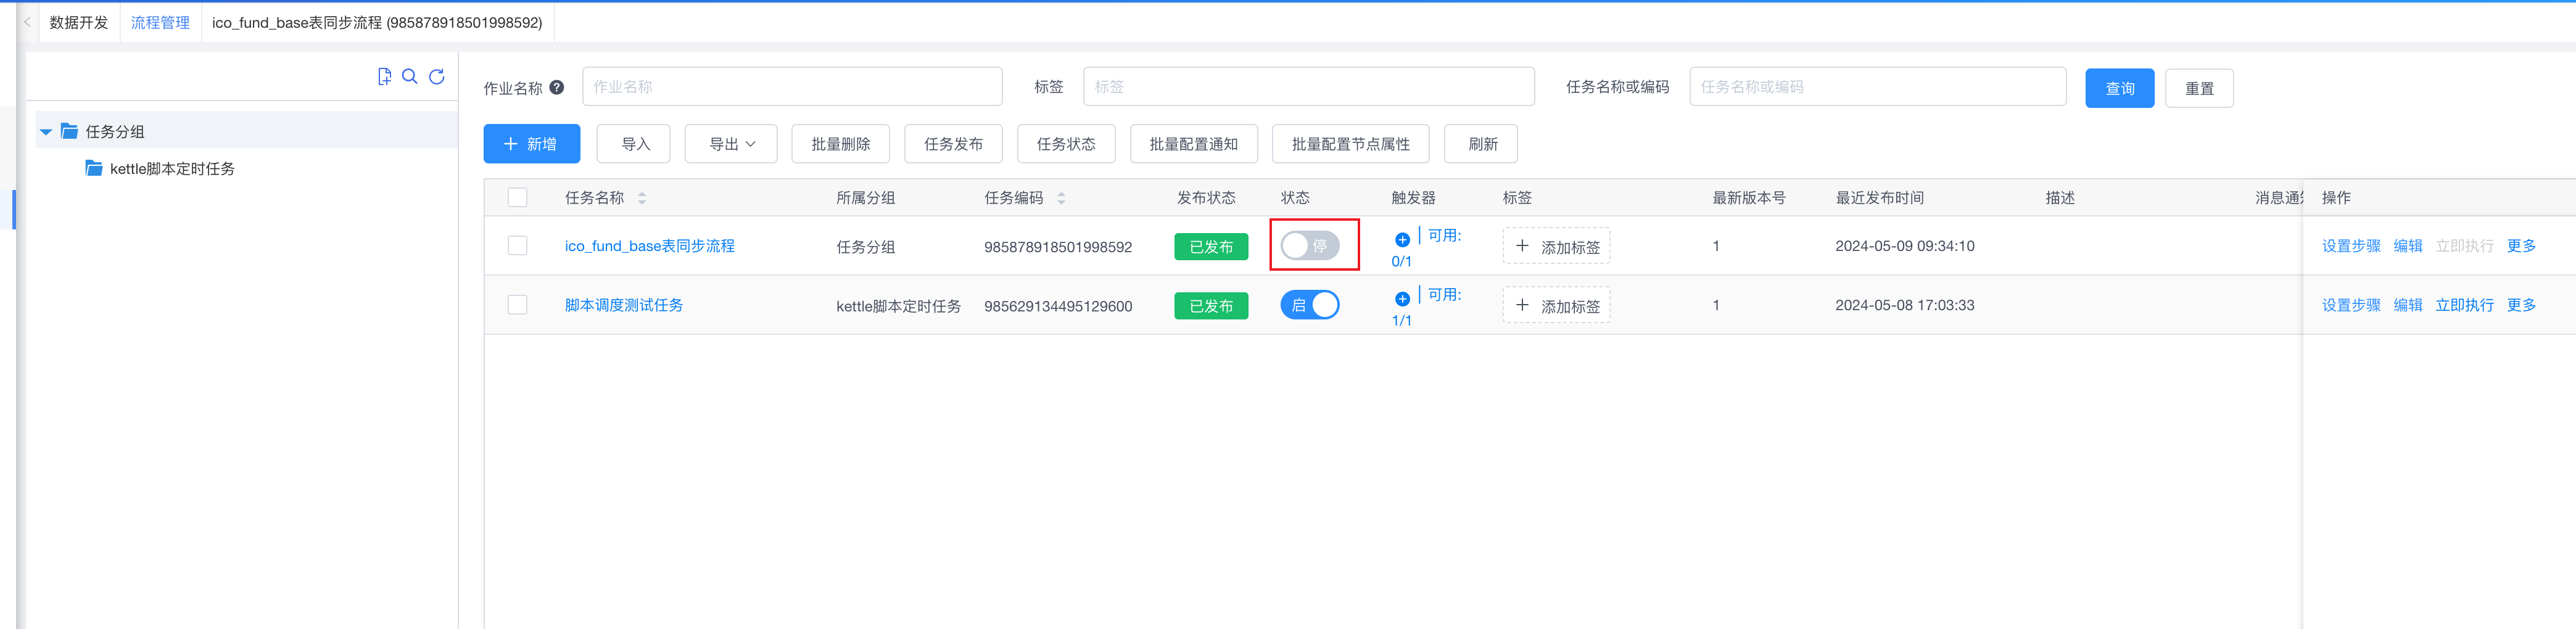 数据开发 流程管理 ico_fund_base表同步流程 (985878918501998592)
作业名称 ? 作业名称 标签 标签 任务名称或编码 任务名称或编码 查询 重置
任务分组
kettle脚本定时任务
+ 新增 导入 导出 批量删除 任务发布 任务状态 批量配置通知 批量配置节点属性 刷新
任务名称 所属分组 任务编码 发布状态 状态 触发器 标签 最新版本号 最近发布时间 描述 消息通 操作
ico_fund_base表同步流程 任务分组 985878918501998592 已发布 停 可用: 0/1 + 添加标签 1 2024-05-09 09:34:10 设置步骤 编辑 立即执行 更多
脚本调度测试任务 kettle脚本定时任务 985629134495129600 已发布 启 可用: 1/1 + 添加标签 1 2024-05-08 17:03:33 设置步骤 编辑 立即执行 更多